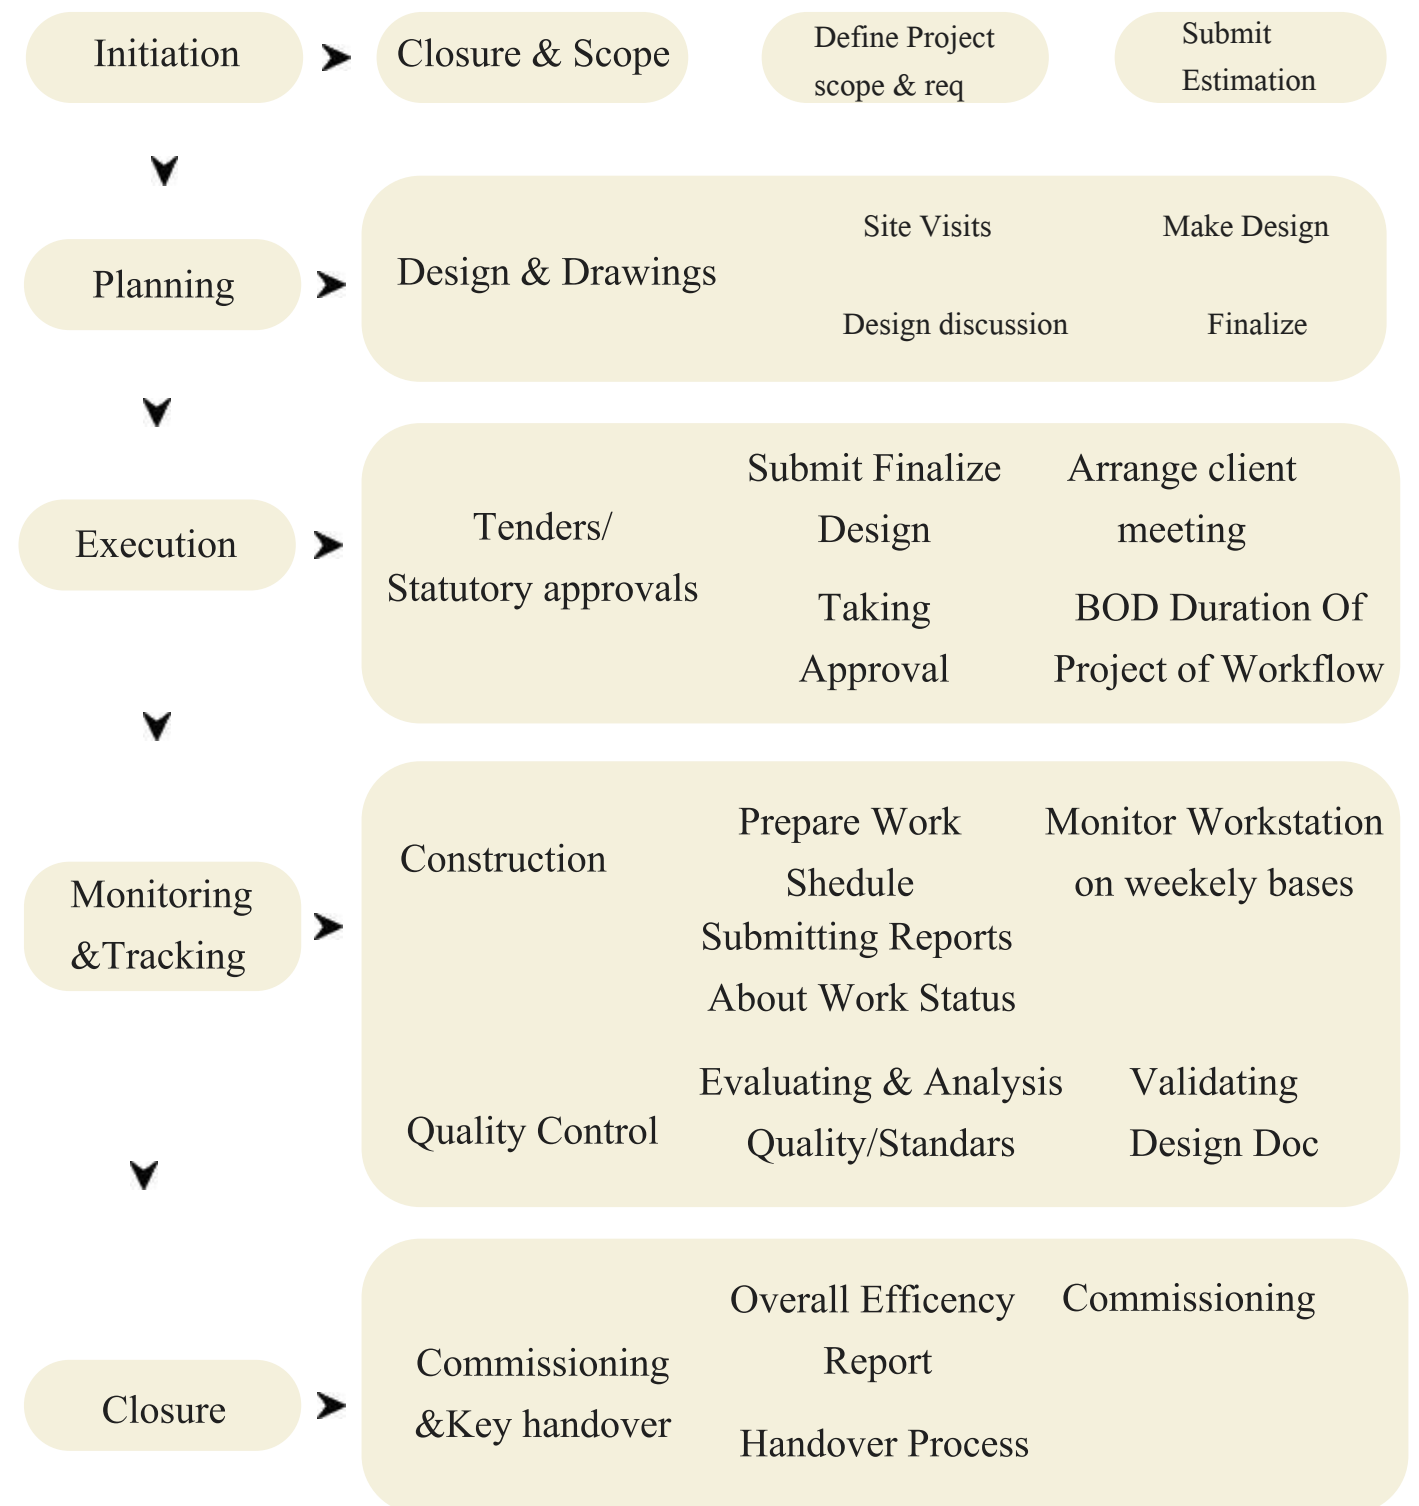 Initiation
Closure & Scope
Define Project
scope & req
Submit
Estimation
Planning
Design & Drawings
Site Visits
Make Design
Design discussion
Finalize
Execution
Tenders/
Statutory approvals
Submit Finalize
Design
Arrange client
meeting
Taking
Approval
BOD Duration Of
Project of Workflow
Monitoring
&Tracking
Construction
Prepare Work
Shedule
Monitor Workstation
on weekely bases
Submitting Reports
About Work Status
Quality Control
Evaluating & Analysis
Quality/Standars
Validating
Design Doc
Closure
Commissioning
&Key handover
Overall Efficency
Report
Commissioning
Handover Process